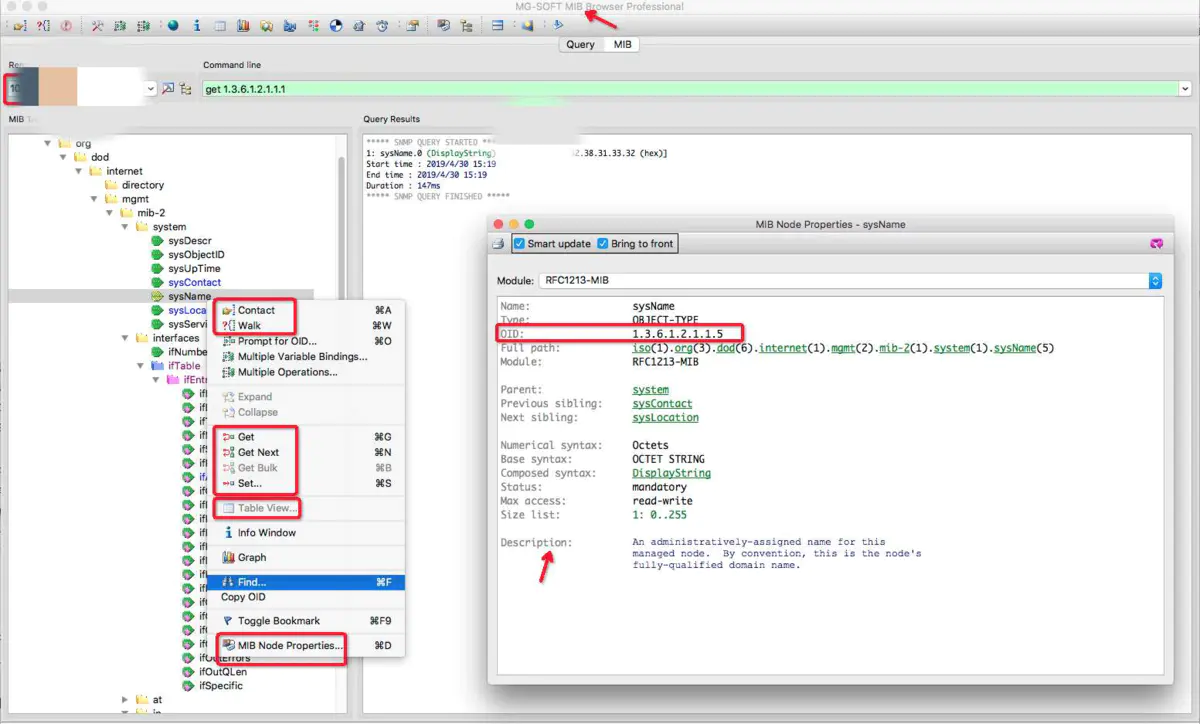 MG-SOFT MIB Browser Professional
Query MIB
Command line
get 1.3.6.1.2.1.1.1
MIB
Query Results
org
dod
internet
directory
mgmt
mib-2
system
sysDescr
sysObjectID
sysUpTime
sysContact
sysName
sysLoca
sysServi
interfaces
ifNumbe
ifTable
ifEnt
ifOutErrors
ifOutQLen
ifSpecific
at
***** SNMP QUERY STARTED
1: sysName.0 (DisplayString) 2.38.31.33.32 (hex)]
Start time : 2019/4/30 15:19
End time : 2019/4/30 15:19
Duration : 147ms
***** SNMP QUERY FINISHED *****
Contact ⌘A
Walk ⌘W
Prompt for OID... ⌘O
Multiple Variable Bindings...
Multiple Operations...
Expand
Collapse
Get ⌘G
Get Next ⌘N
Get Bulk ⌘B
Set... ⌘S
Table View...
Info Window
Graph
Find... ⌘F
Copy OID
Toggle Bookmark ⌘F9
MIB Node Properties... ⌘D
MIB Node Properties - sysName
Smart update Bring to front
Module: RFC1213-MIB
Name: sysName
Type: OBJECT-TYPE
OID: 1.3.6.1.2.1.1.5
Full path: iso(1).org(3).dod(6).internet(1).mgmt(2).mib-2(1).system(1).sysName(5)
Module: RFC1213-MIB
Parent: system
Previous sibling: sysContact
Next sibling: sysLocation
Numerical syntax: Octets
Base syntax: OCTET STRING
Composed syntax: DisplayString
Status: mandatory
Max access: read-write
Size list: 1: 0..255
Description: An administratively-assigned name for this
managed node. By convention, this is the node's
fully-qualified domain name.